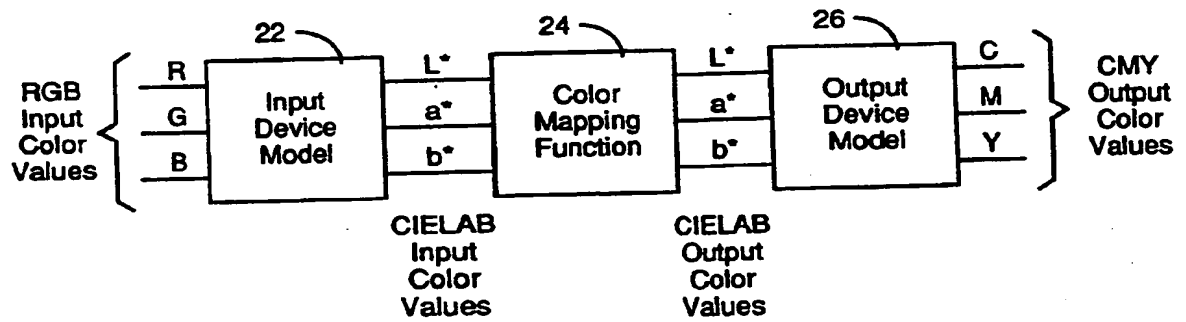 22
24
26
RGB
Input
Color
Values
R
G
B
Input
Device
Model
L*
a*
b*
CIELAB
Input
Color
Values
Color
Mapping
Function
L*
a*
b*
CIELAB
Output
Color
Values
Output
Device
Model
C
M
Y
CMY
Output
Color
Values